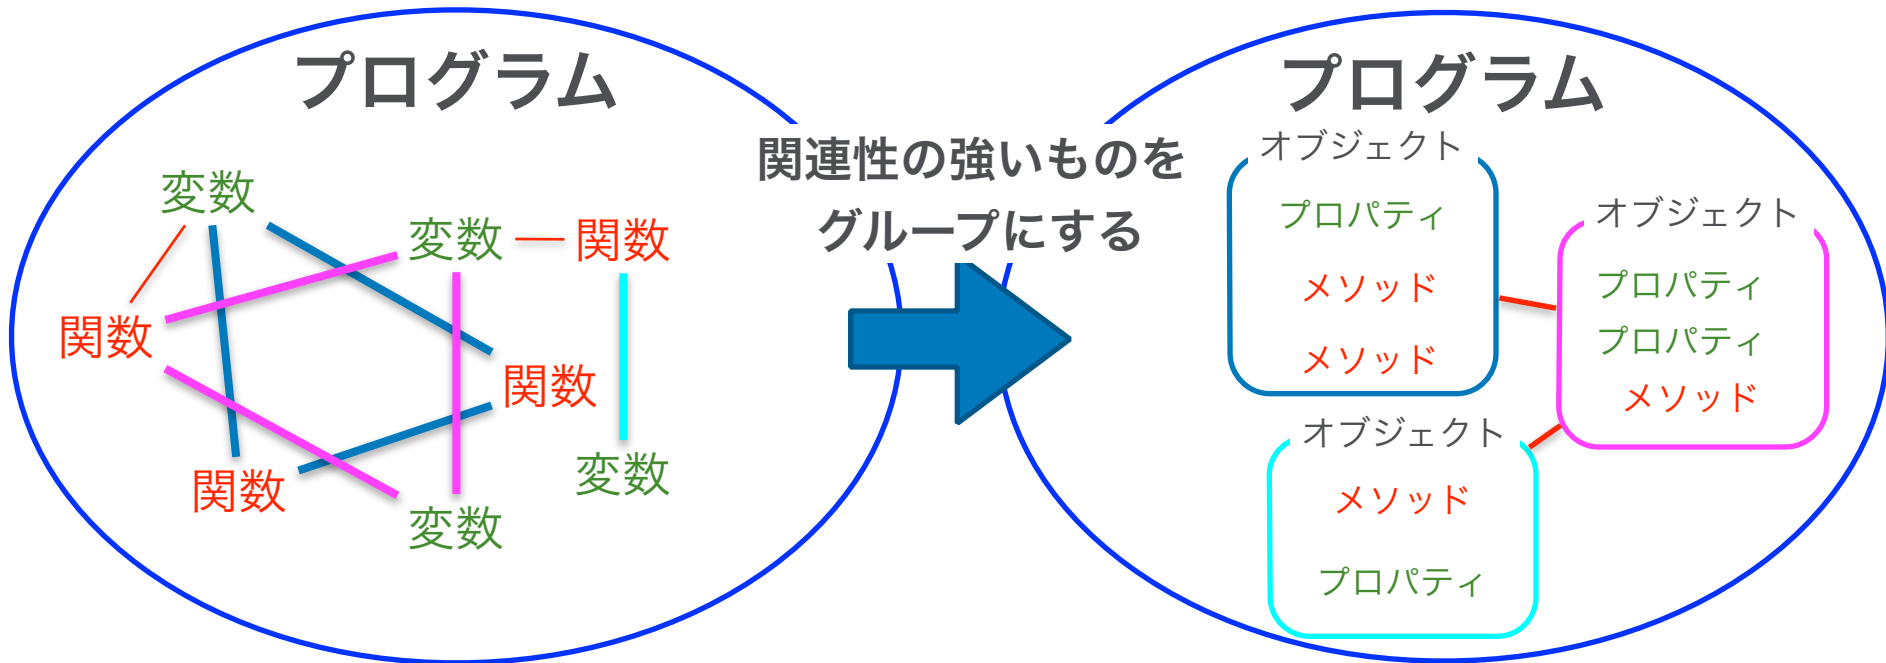 プログラム
変数
変数
関数
関数
関数
変数
関数
変数
関連性の強いものを
グループにする
プログラム
オブジェクト
プロパティ
メソッド
メソッド
オブジェクト
プロパティ
プロパティ
メソッド
オブジェクト
メソッド
プロパティ